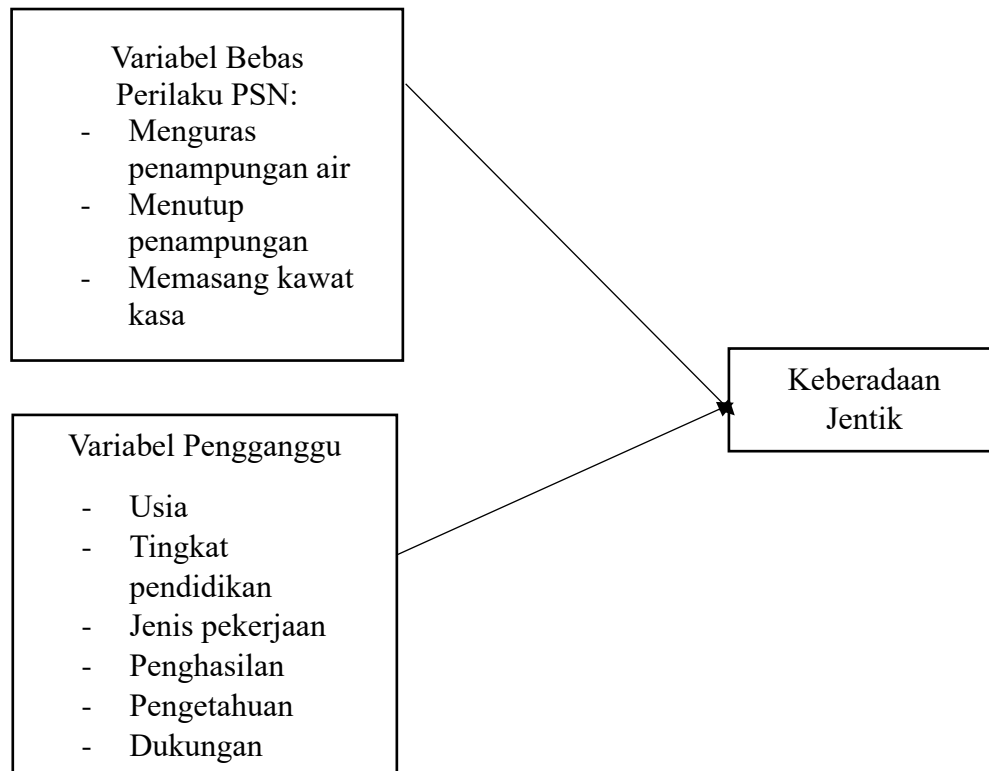 Variabel Bebas
Perilaku PSN:
- Menguras
penampungan air
- Menutup
penampungan
- Memasang kawat
kasa
Keberadaan
Jentik
Variabel Pengganggu
- Usia
- Tingkat
pendidikan
- Jenis pekerjaan
- Penghasilan
- Pengetahuan
- Dukungan